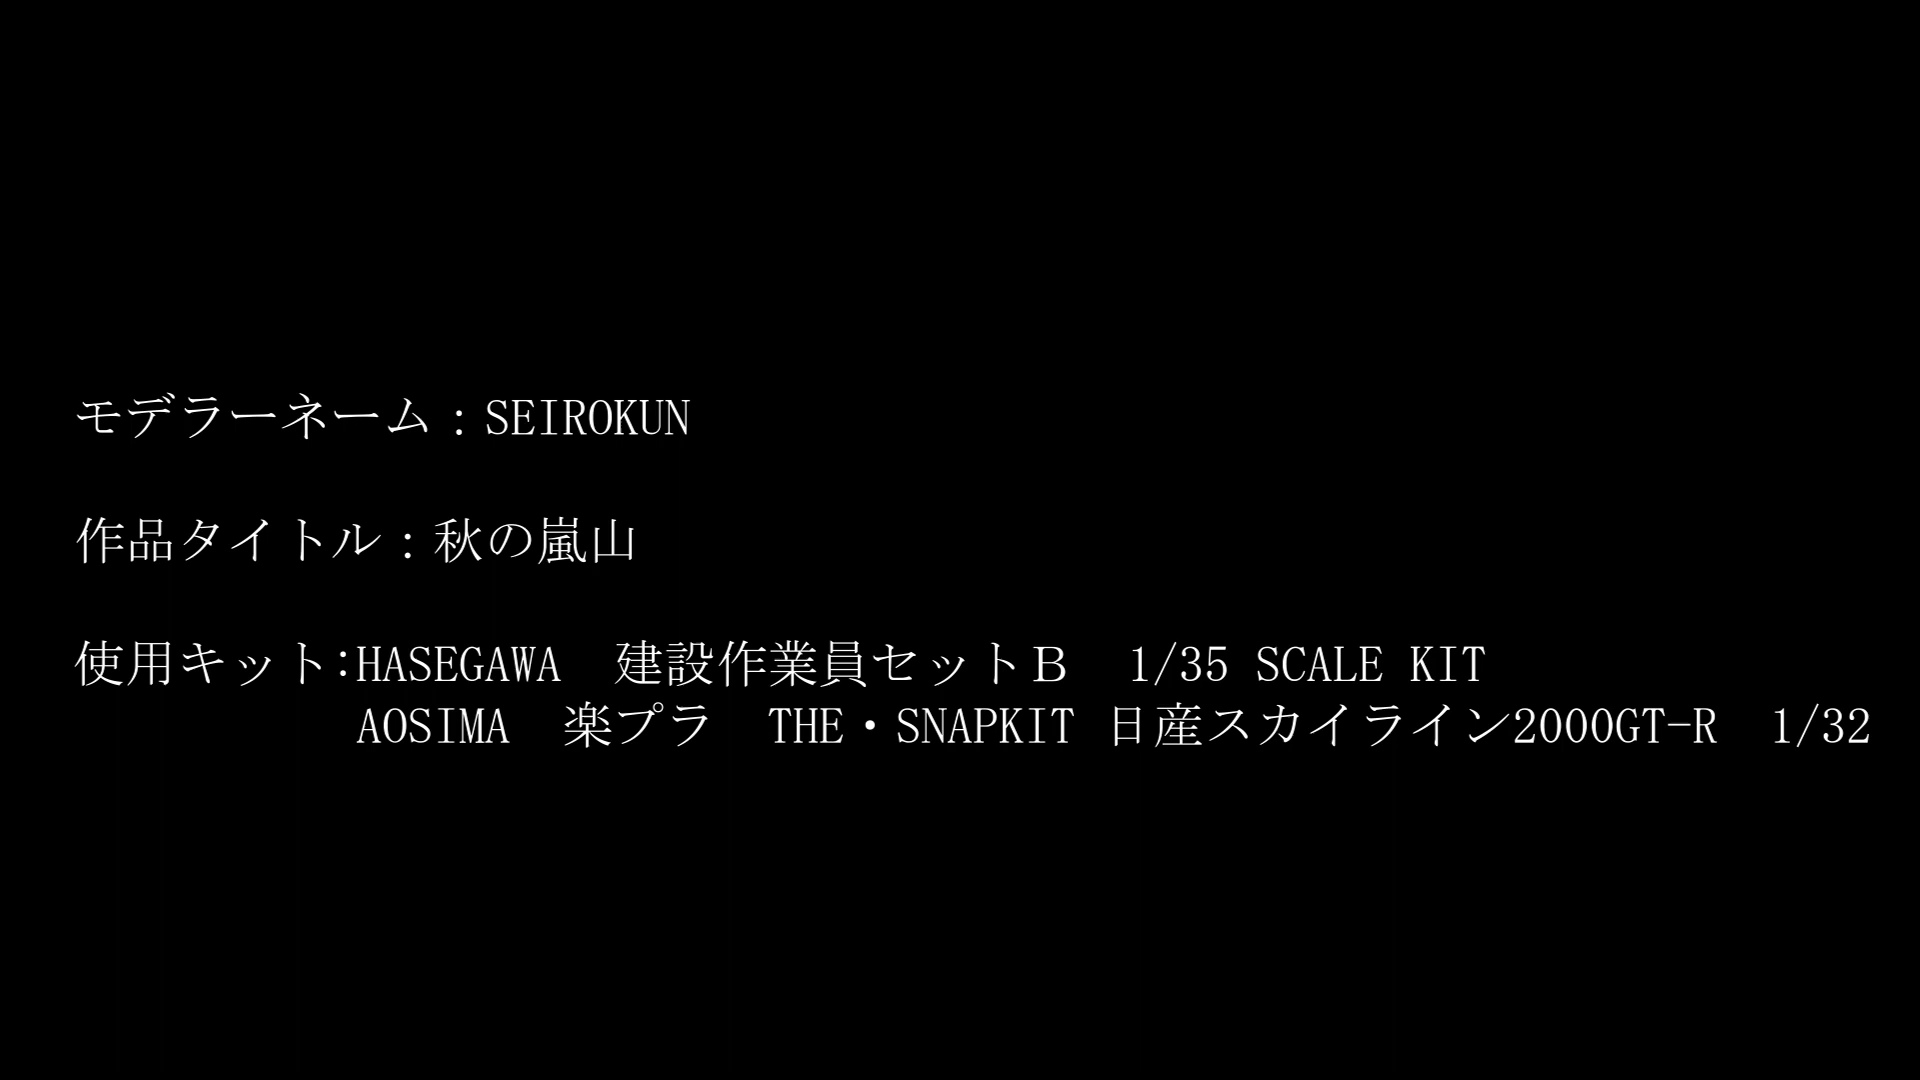 モデラーネーム：SEIROKUN
作品タイトル：秋の嵐山
使用キット:HASEGAWA　建設作業員セットＢ　1/35 SCALE KIT
AOSIMA　楽プラ　THE・SNAPKIT 日産スカイライン2000GT-R　1/32